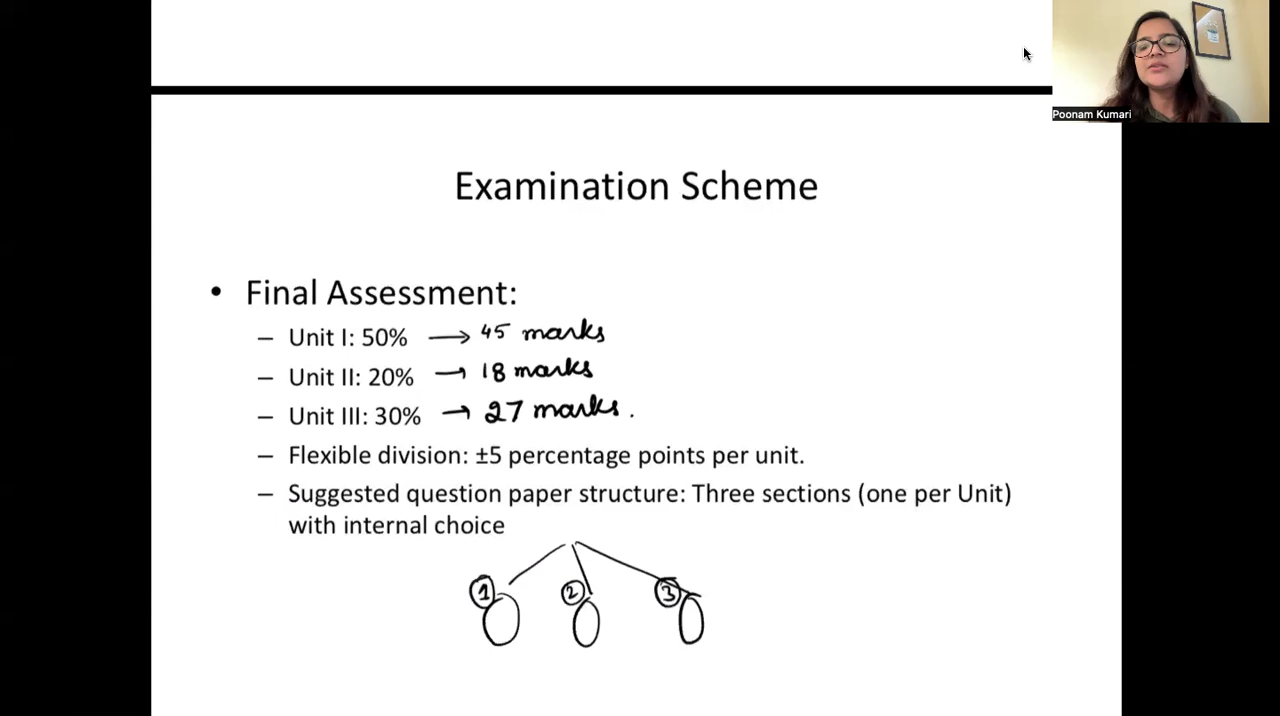 Poonam Kumari
Examination Scheme
• Final Assessment:
– Unit I: 50% → 45 marks
– Unit II: 20% → 18 marks
– Unit III: 30% → 27 marks.
– Flexible division: ±5 percentage points per unit.
– Suggested question paper structure: Three sections (one per Unit)
with internal choice
1 2 3